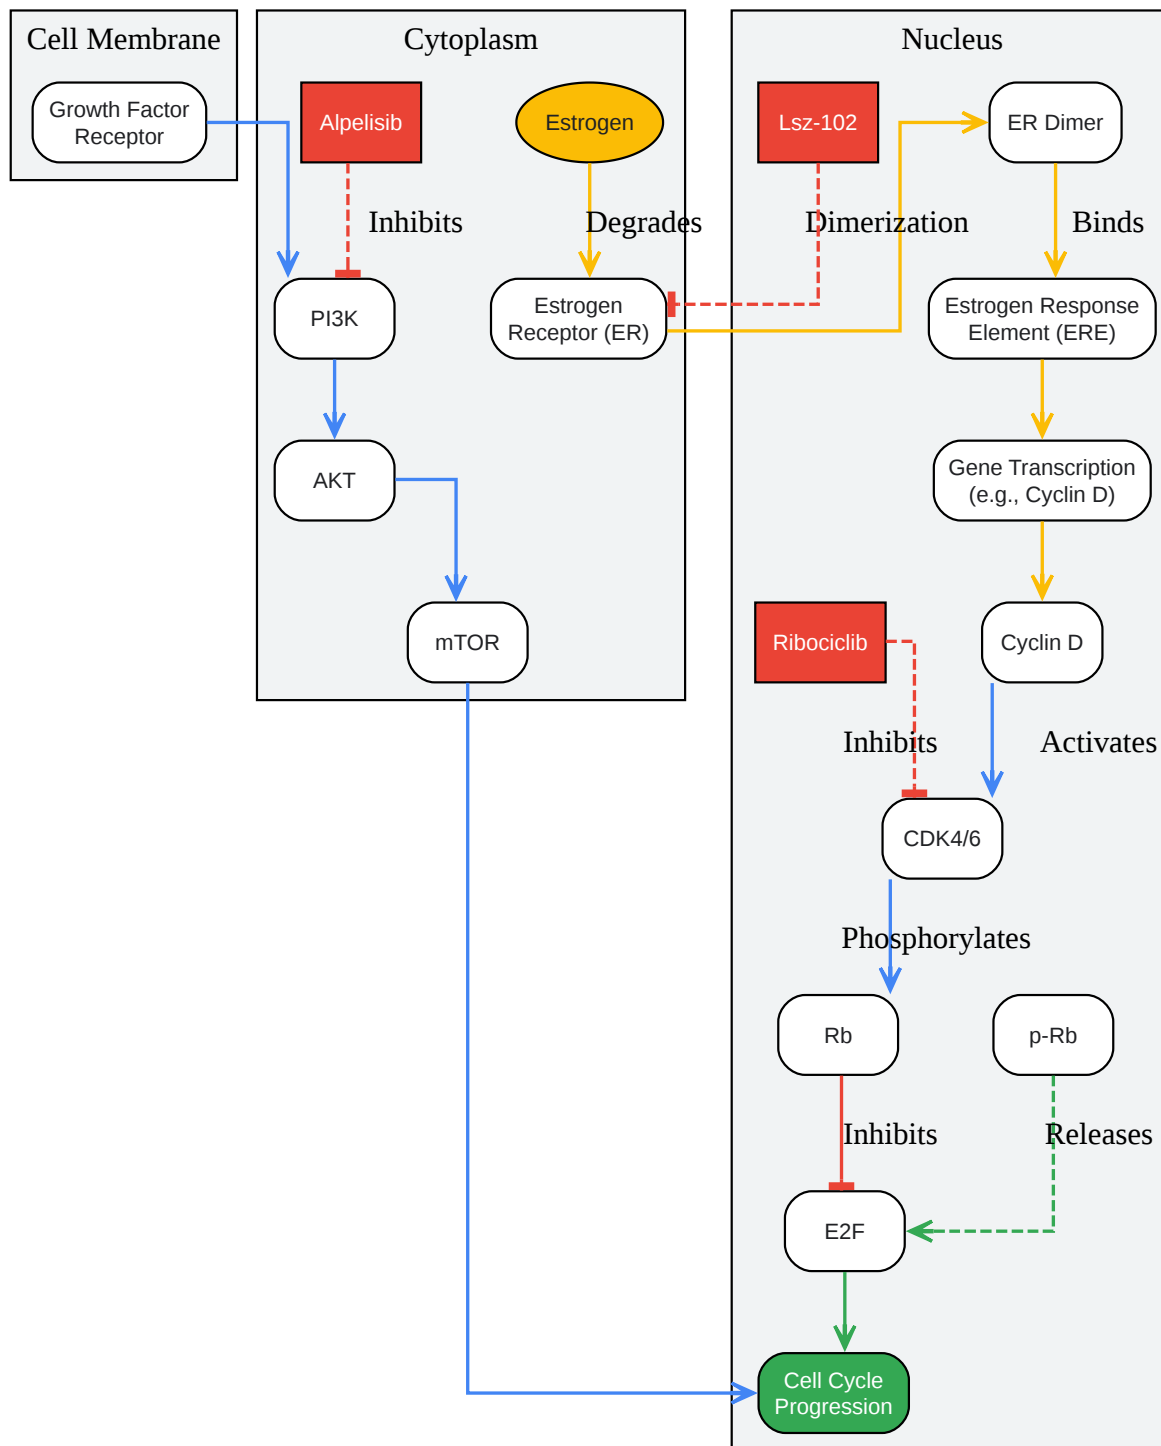 Cell Membrane
Cytoplasm
Nucleus
Growth Factor
Receptor
Alpelisib
Estrogen
Lsz-102
ER Dimer
Inhibits
Degrades
Dimerization
Binds
PI3K
Estrogen
Receptor (ER)
Estrogen Response
Element (ERE)
AKT
Gene Transcription
(e.g., Cyclin D)
mTOR
Ribociclib
Cyclin D
Inhibits
Activates
CDK4/6
Phosphorylates
Rb
p-Rb
Inhibits
Releases
E2F
Cell Cycle
Progression